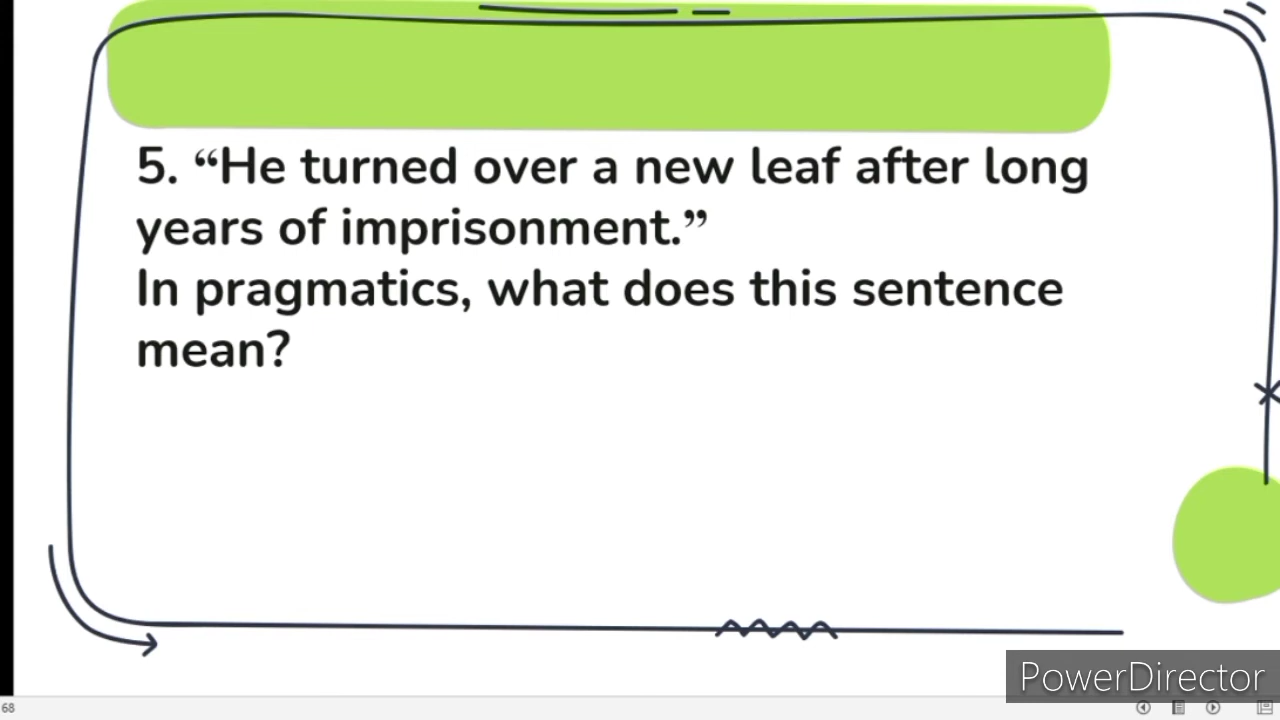 5. “He turned over a new leaf after long
years of imprisonment.”
In pragmatics, what does this sentence
mean?
PowerDirector
68